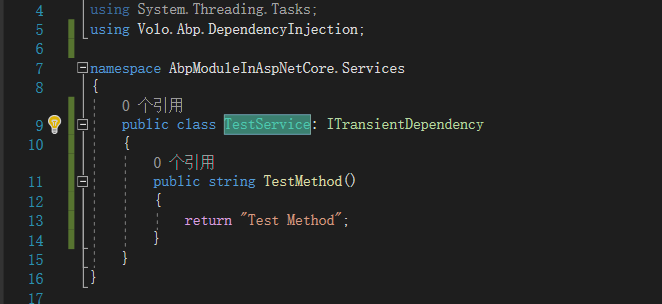 4 using System.Threading.Tasks;
5 using Volo.Abp.DependencyInjection;
6
7 namespace AbpModuleInAspNetCore.Services
8 {
0 个引用
9 public class TestService: ITransientDependency
10 {
0 个引用
11 public string TestMethod()
12 {
13 return "Test Method";
14 }
15 }
16 }
17